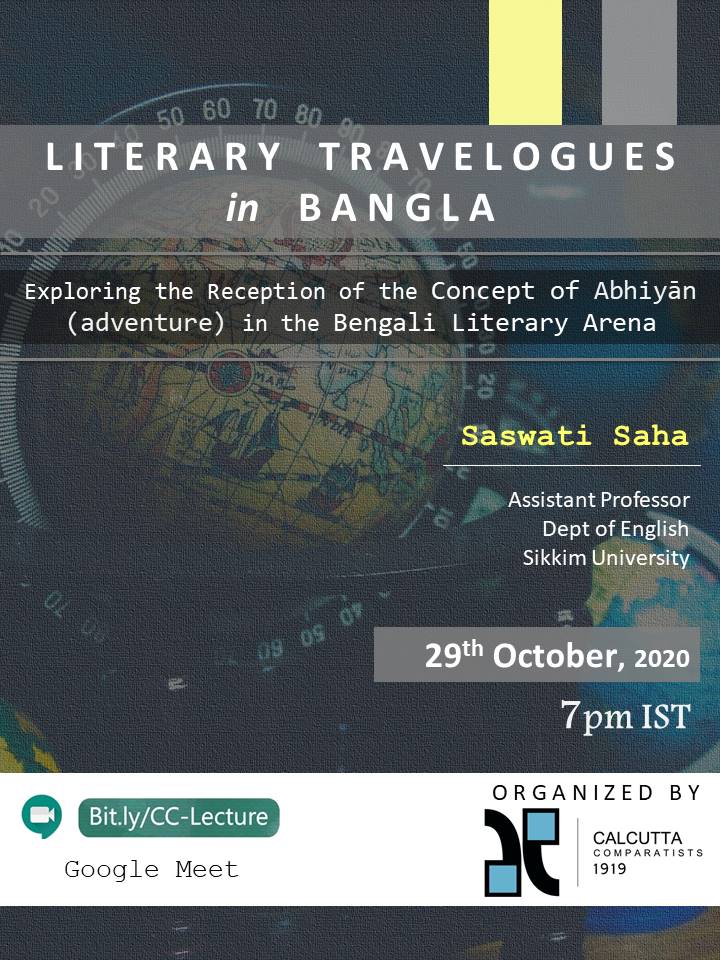 LITERARY TRAVELOGUES
in BANGLA
Exploring the Reception of the Concept of Abhiyān
(adventure) in the Bengali Literary Arena
Saswati Saha
Assistant Professor
Dept of English
Sikkim University
29th October, 2020
7pm IST
Bit.ly/CC-Lecture
Google Meet
ORGANIZED BY
CALCUTTA
COMPARATISTS
1919